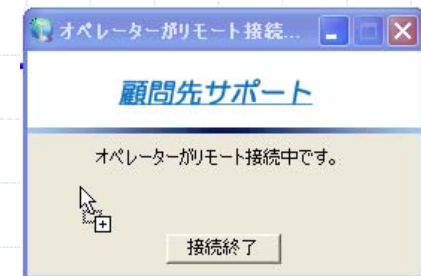 オペレーターがリモート接続...
顧問先サポート
オペレーターがリモート接続中です。
接続終了